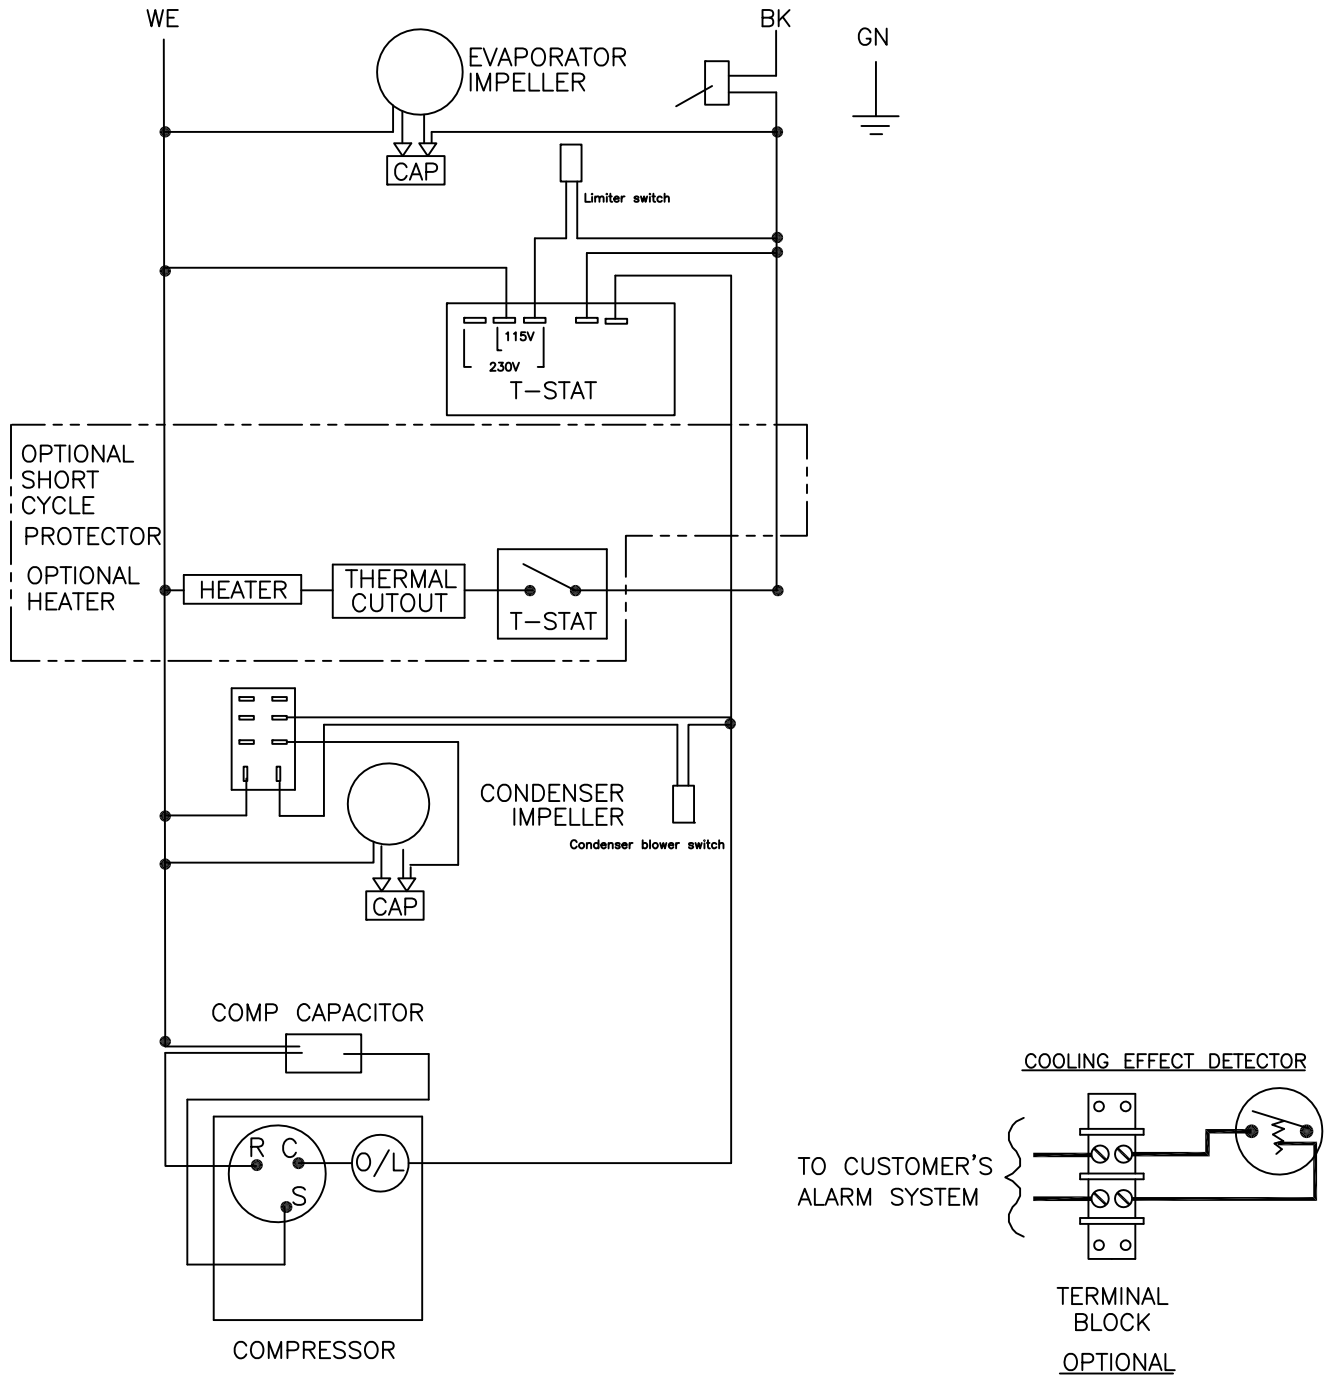 WE
BK
GN
EVAPORATOR
IMPELLER
CAP
Limiter switch
115V
230V
T-STAT
OPTIONAL
SHORT
CYCLE
PROTECTOR
OPTIONAL
HEATER
HEATER
THERMAL
CUTOUT
T-STAT
CONDENSER
IMPELLER
Condenser blower switch
CAP
COMP CAPACITOR
R
C
S
O/L
COMPRESSOR
COOLING EFFECT DETECTOR
TO CUSTOMER'S
ALARM SYSTEM
TERMINAL
BLOCK
OPTIONAL